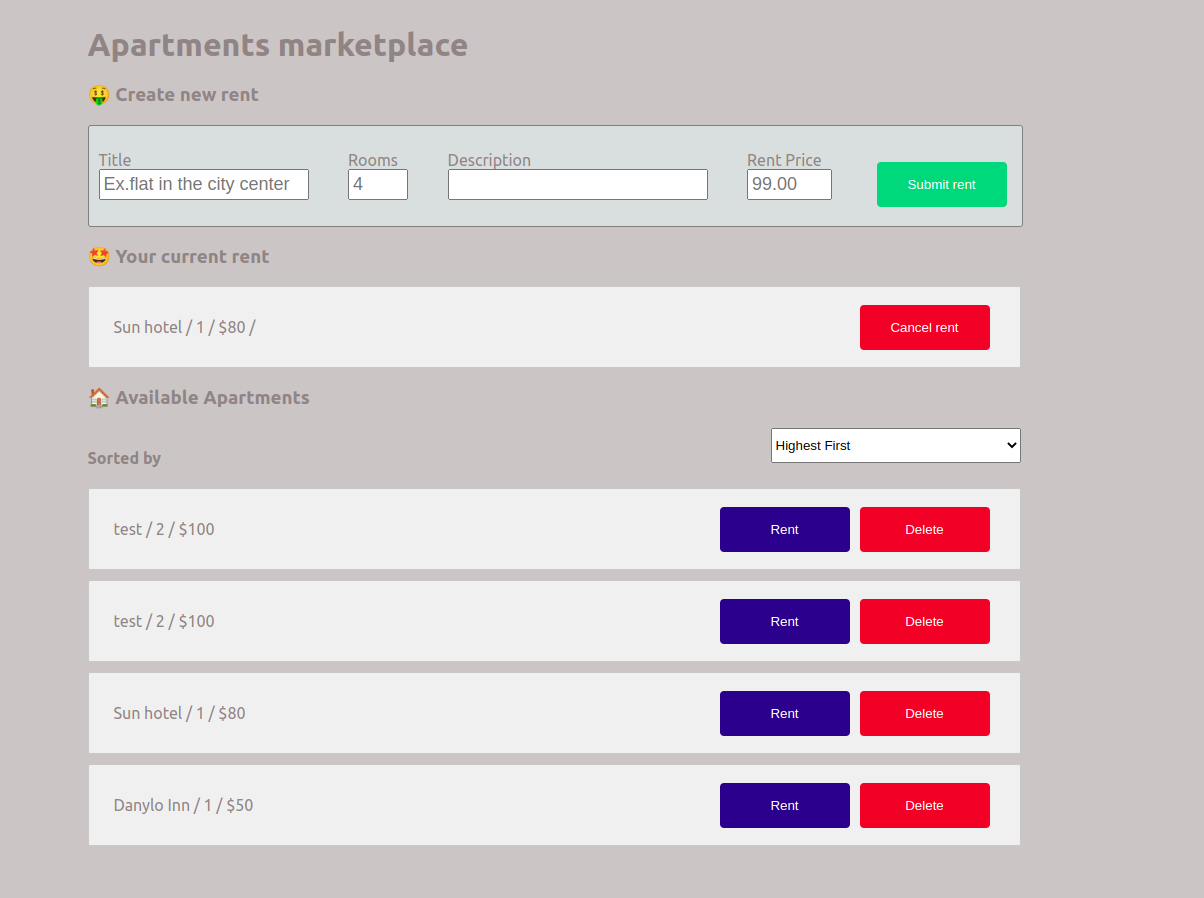 Apartments marketplace
🤑 Create new rent
Title Rooms Description Rent Price
Ex.flat in the city center 4 99.00 Submit rent
🤩 Your current rent
Sun hotel / 1 / $80 / Cancel rent
🏠 Available Apartments
Highest First
Sorted by
test / 2 / $100 Rent Delete
test / 2 / $100 Rent Delete
Sun hotel / 1 / $80 Rent Delete
Danylo Inn / 1 / $50 Rent Delete